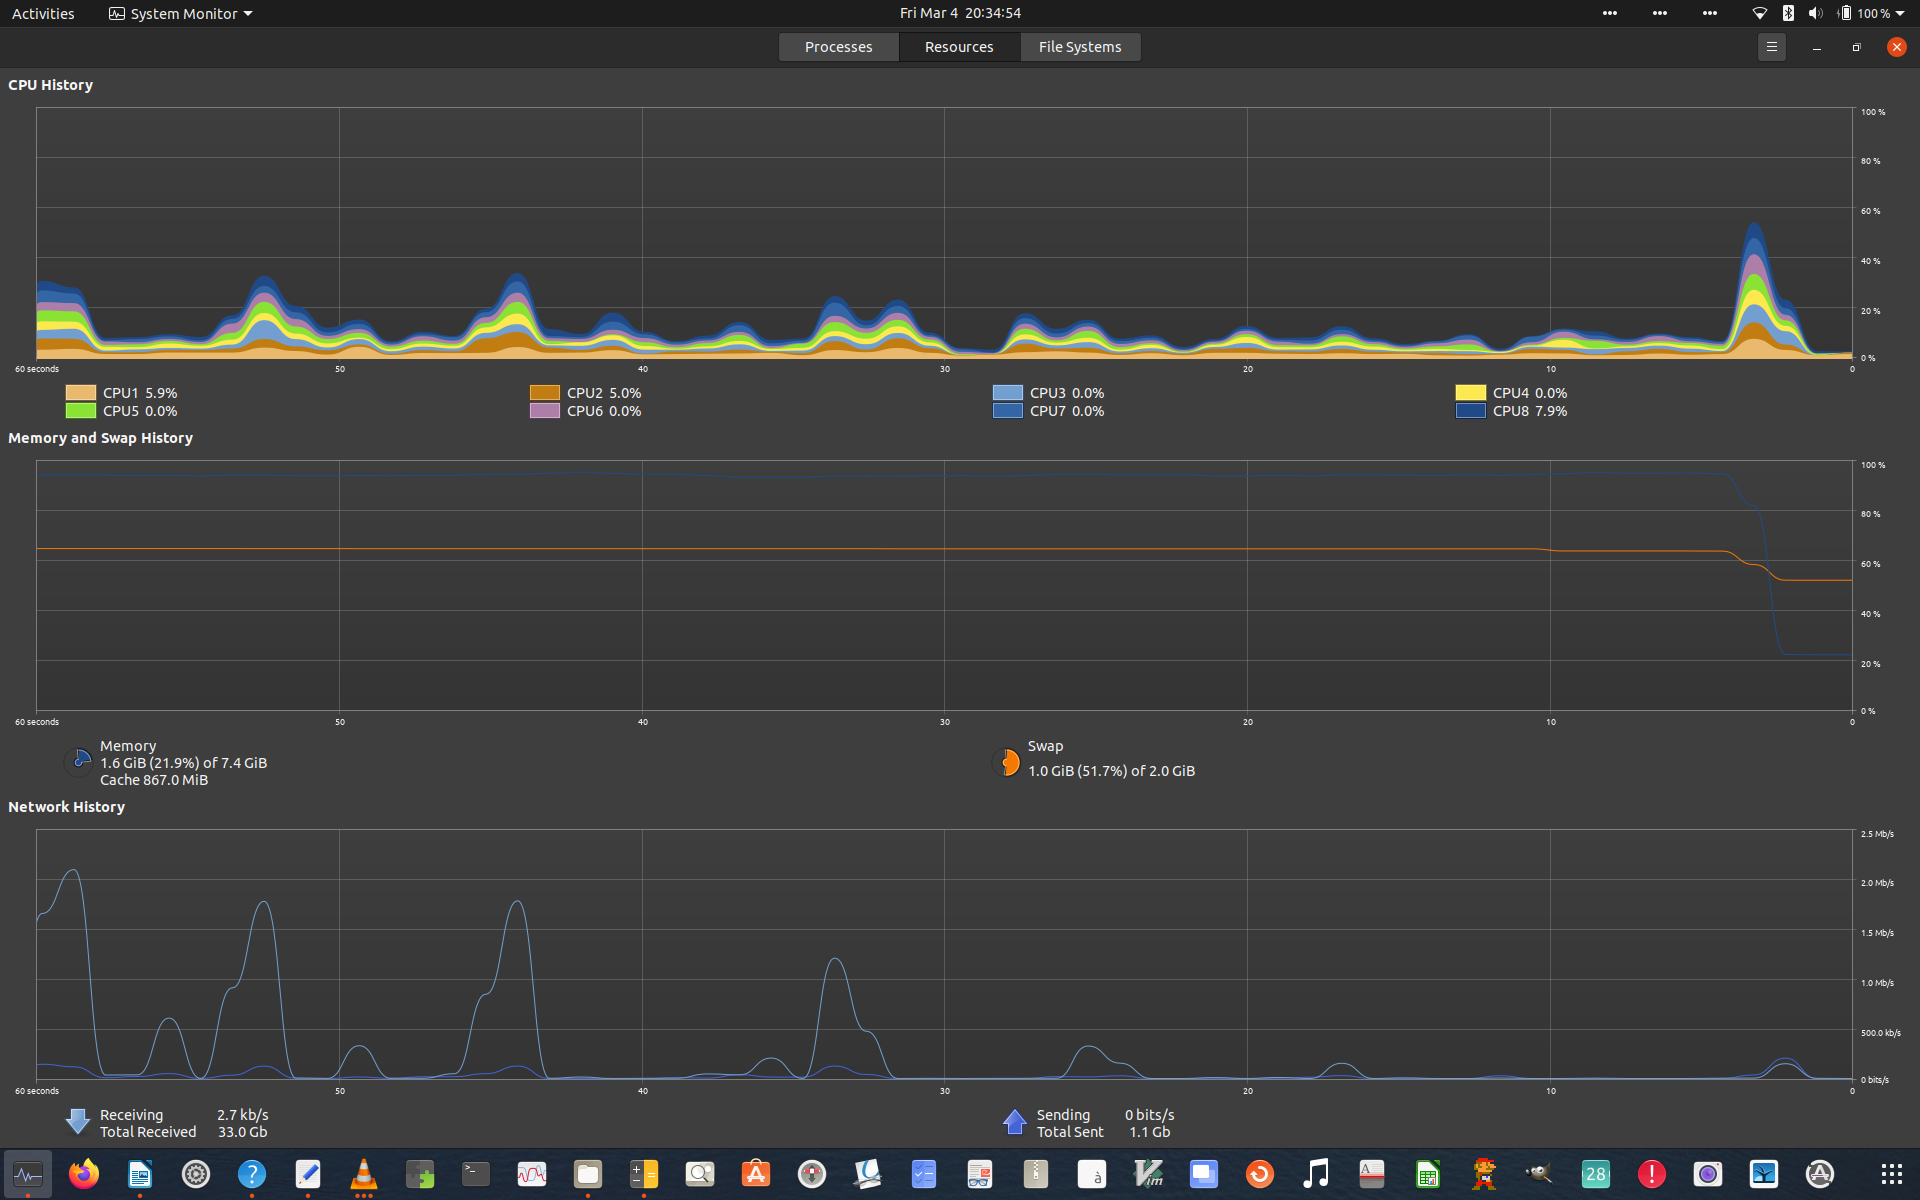 Activities System Monitor Fri Mar 4 20:34:54 100 %
Processes Resources File Systems
CPU History
100 %
80 %
60 %
40 %
20 %
0 %
60 seconds 50 40 30 20 10 0
CPU1 5.9% CPU2 5.0% CPU3 0.0% CPU4 0.0%
CPU5 0.0% CPU6 0.0% CPU7 0.0% CPU8 7.9%
Memory and Swap History
100 %
80 %
60 %
40 %
20 %
0 %
60 seconds 50 40 30 20 10 0
Memory Swap
1.6 GiB (21.9%) of 7.4 GiB 1.0 GiB (51.7%) of 2.0 GiB
Cache 867.0 MiB
Network History
2.5 Mb/s
2.0 Mb/s
1.5 Mb/s
1.0 Mb/s
500.0 kb/s
0 bits/s
60 seconds 50 40 30 20 10 0
Receiving 2.7 kb/s Sending 0 bits/s
Total Received 33.0 Gb Total Sent 1.1 Gb
? >_ à Vim A 28 !